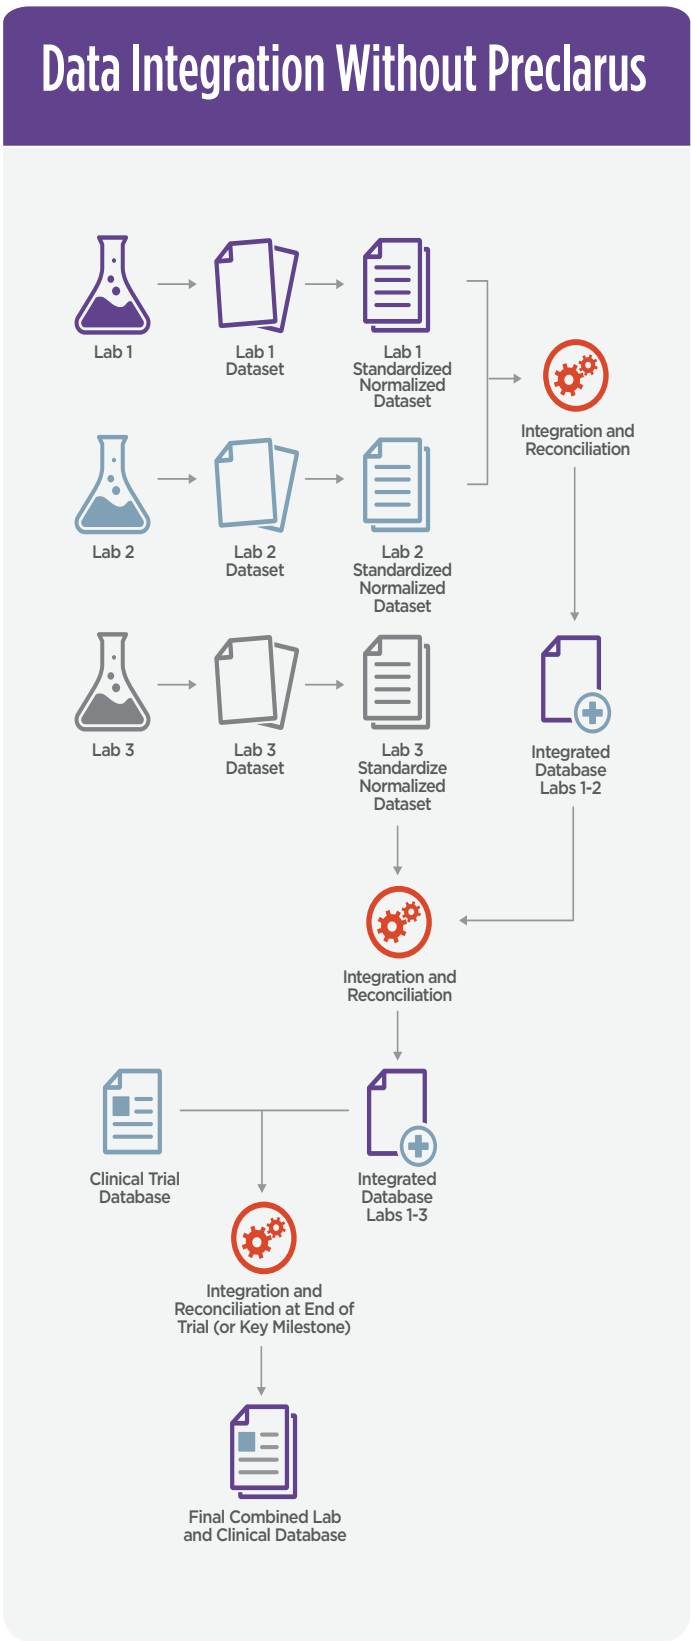 Data Integration Without Preclarus
Lab 1
Lab 1
Dataset
Lab 1
Standardized
Normalized
Dataset
Integration and
Reconciliation
Lab 2
Lab 2
Dataset
Lab 2
Standardized
Normalized
Dataset
Lab 3
Lab 3
Dataset
Lab 3
Standardize
Normalized
Dataset
Integrated
Database
Labs 1-2
Integration and
Reconciliation
Clinical Trial
Database
Integrated
Database
Labs 1-3
Integration and
Reconciliation at End of
Trial (or Key Milestone)
Final Combined Lab
and Clinical Database